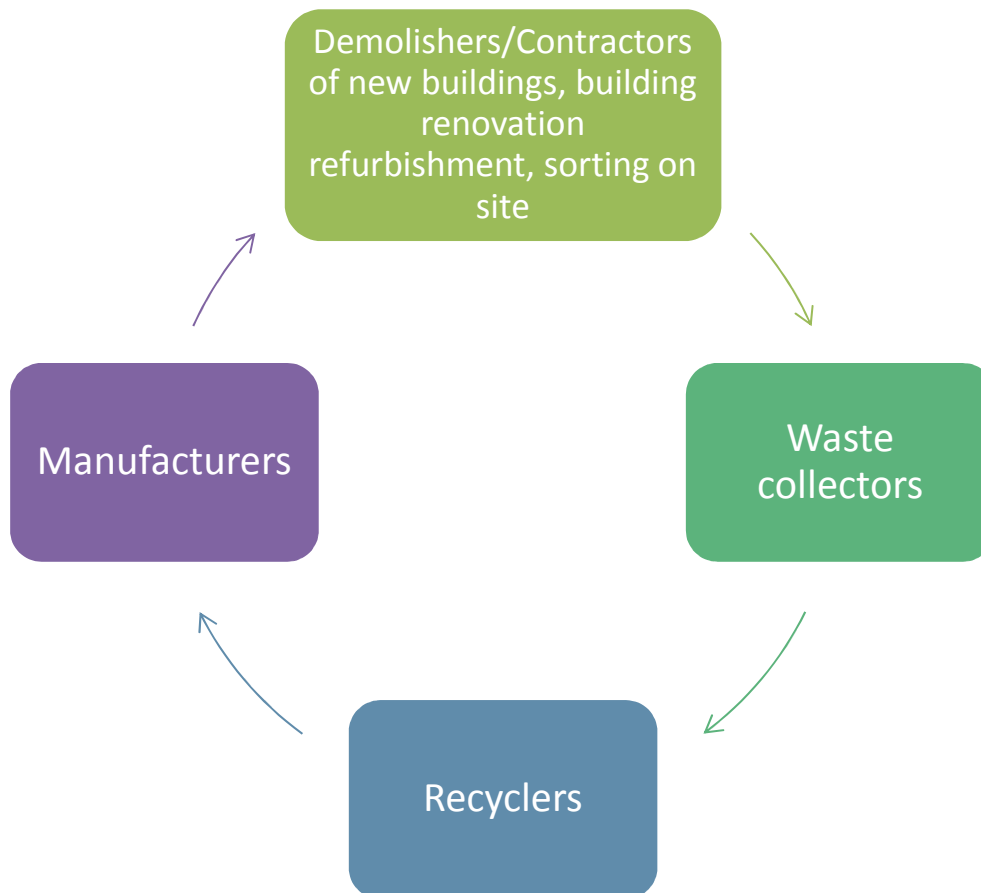 Demolishers/Contractors
of new buildings, building
renovation
refurbishment, sorting on
site
Manufacturers
Waste
collectors
Recyclers